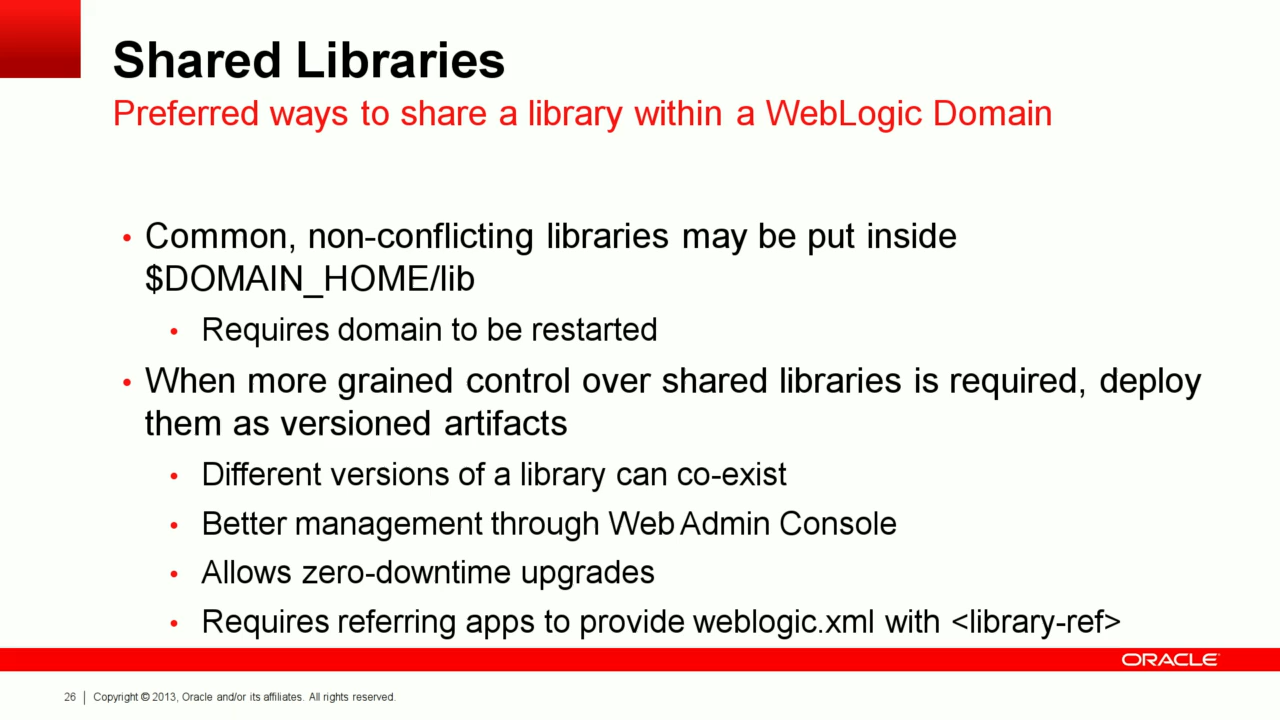 Shared Libraries
Preferred ways to share a library within a WebLogic Domain
• Common, non-conflicting libraries may be put inside
$DOMAIN_HOME/lib
• Requires domain to be restarted
• When more grained control over shared libraries is required, deploy
them as versioned artifacts
• Different versions of a library can co-exist
• Better management through Web Admin Console
• Allows zero-downtime upgrades
• Requires referring apps to provide weblogic.xml with <library-ref>
ORACLE
26 | Copyright © 2013, Oracle and/or its affiliates. All rights reserved.